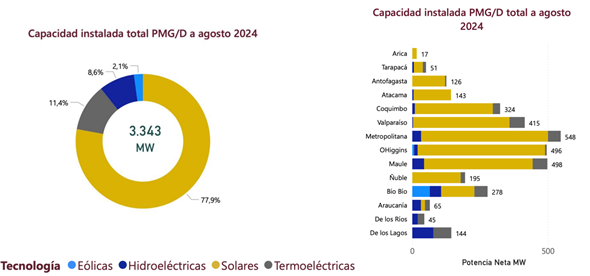 Capacidad instalada total PMG/D a agosto 2024
2,1%
8,6%
11,4%
3.343
MW
77,9%
Capacidad instalada PMG/D total a agosto
2024
Arica 17
Tarapacá 51
Antofagasta 126
Atacama 143
Coquimbo 324
Valparaíso 415
Metropolitana 548
OHiggins 496
Maule 498
Ñuble 195
Bío Bío 278
Araucanía 65
De los Ríos 45
De los Lagos 144
0 500
Potencia Neta MW
Tecnología Eólicas Hidroeléctricas Solares Termoeléctricas